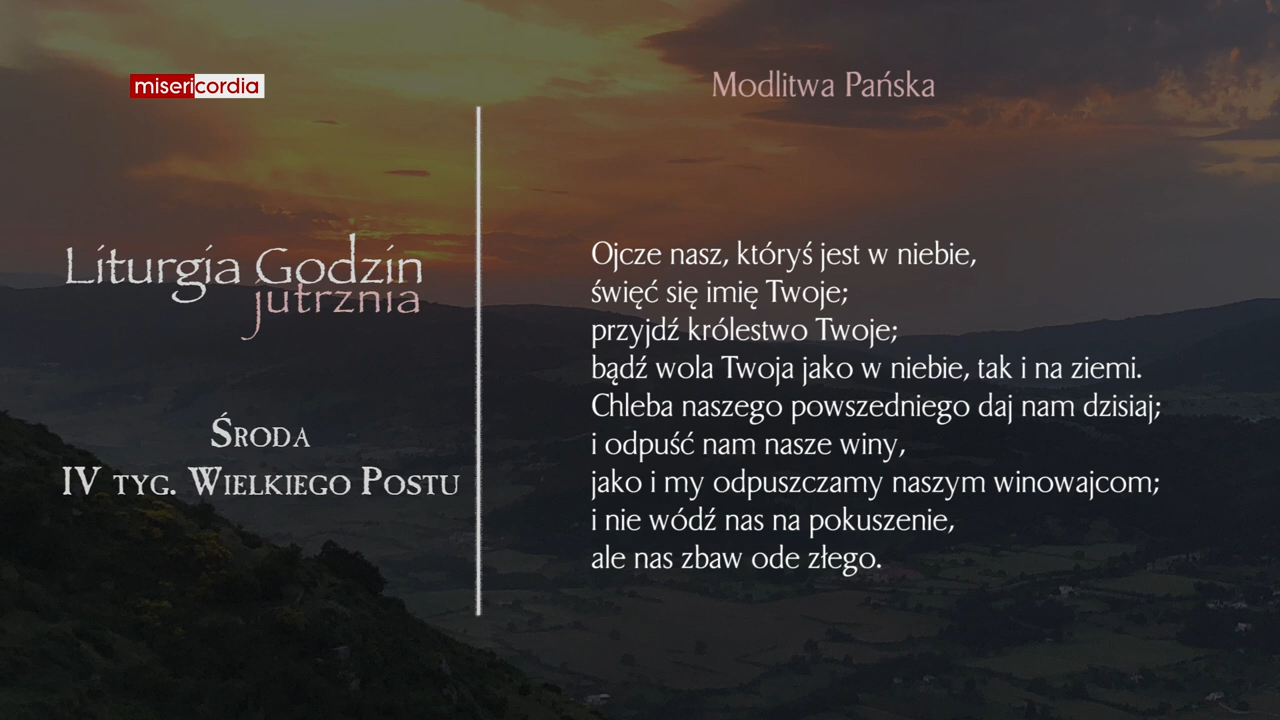 misericordia
Liturgia Godzin
jutrznia
Środa
IV tyg. Wielkiego Postu
Modlitwa Pańska
Ojcze nasz, któryś jest w niebie,
święć się imię Twoje;
przyjdź królestwo Twoje;
bądź wola Twoja jako w niebie, tak i na ziemi.
Chleba naszego powszedniego daj nam dzisiaj;
i odpuść nam nasze winy,
jako i my odpuszczamy naszym winowajcom;
i nie wódź nas na pokuszenie,
ale nas zbaw ode złego.